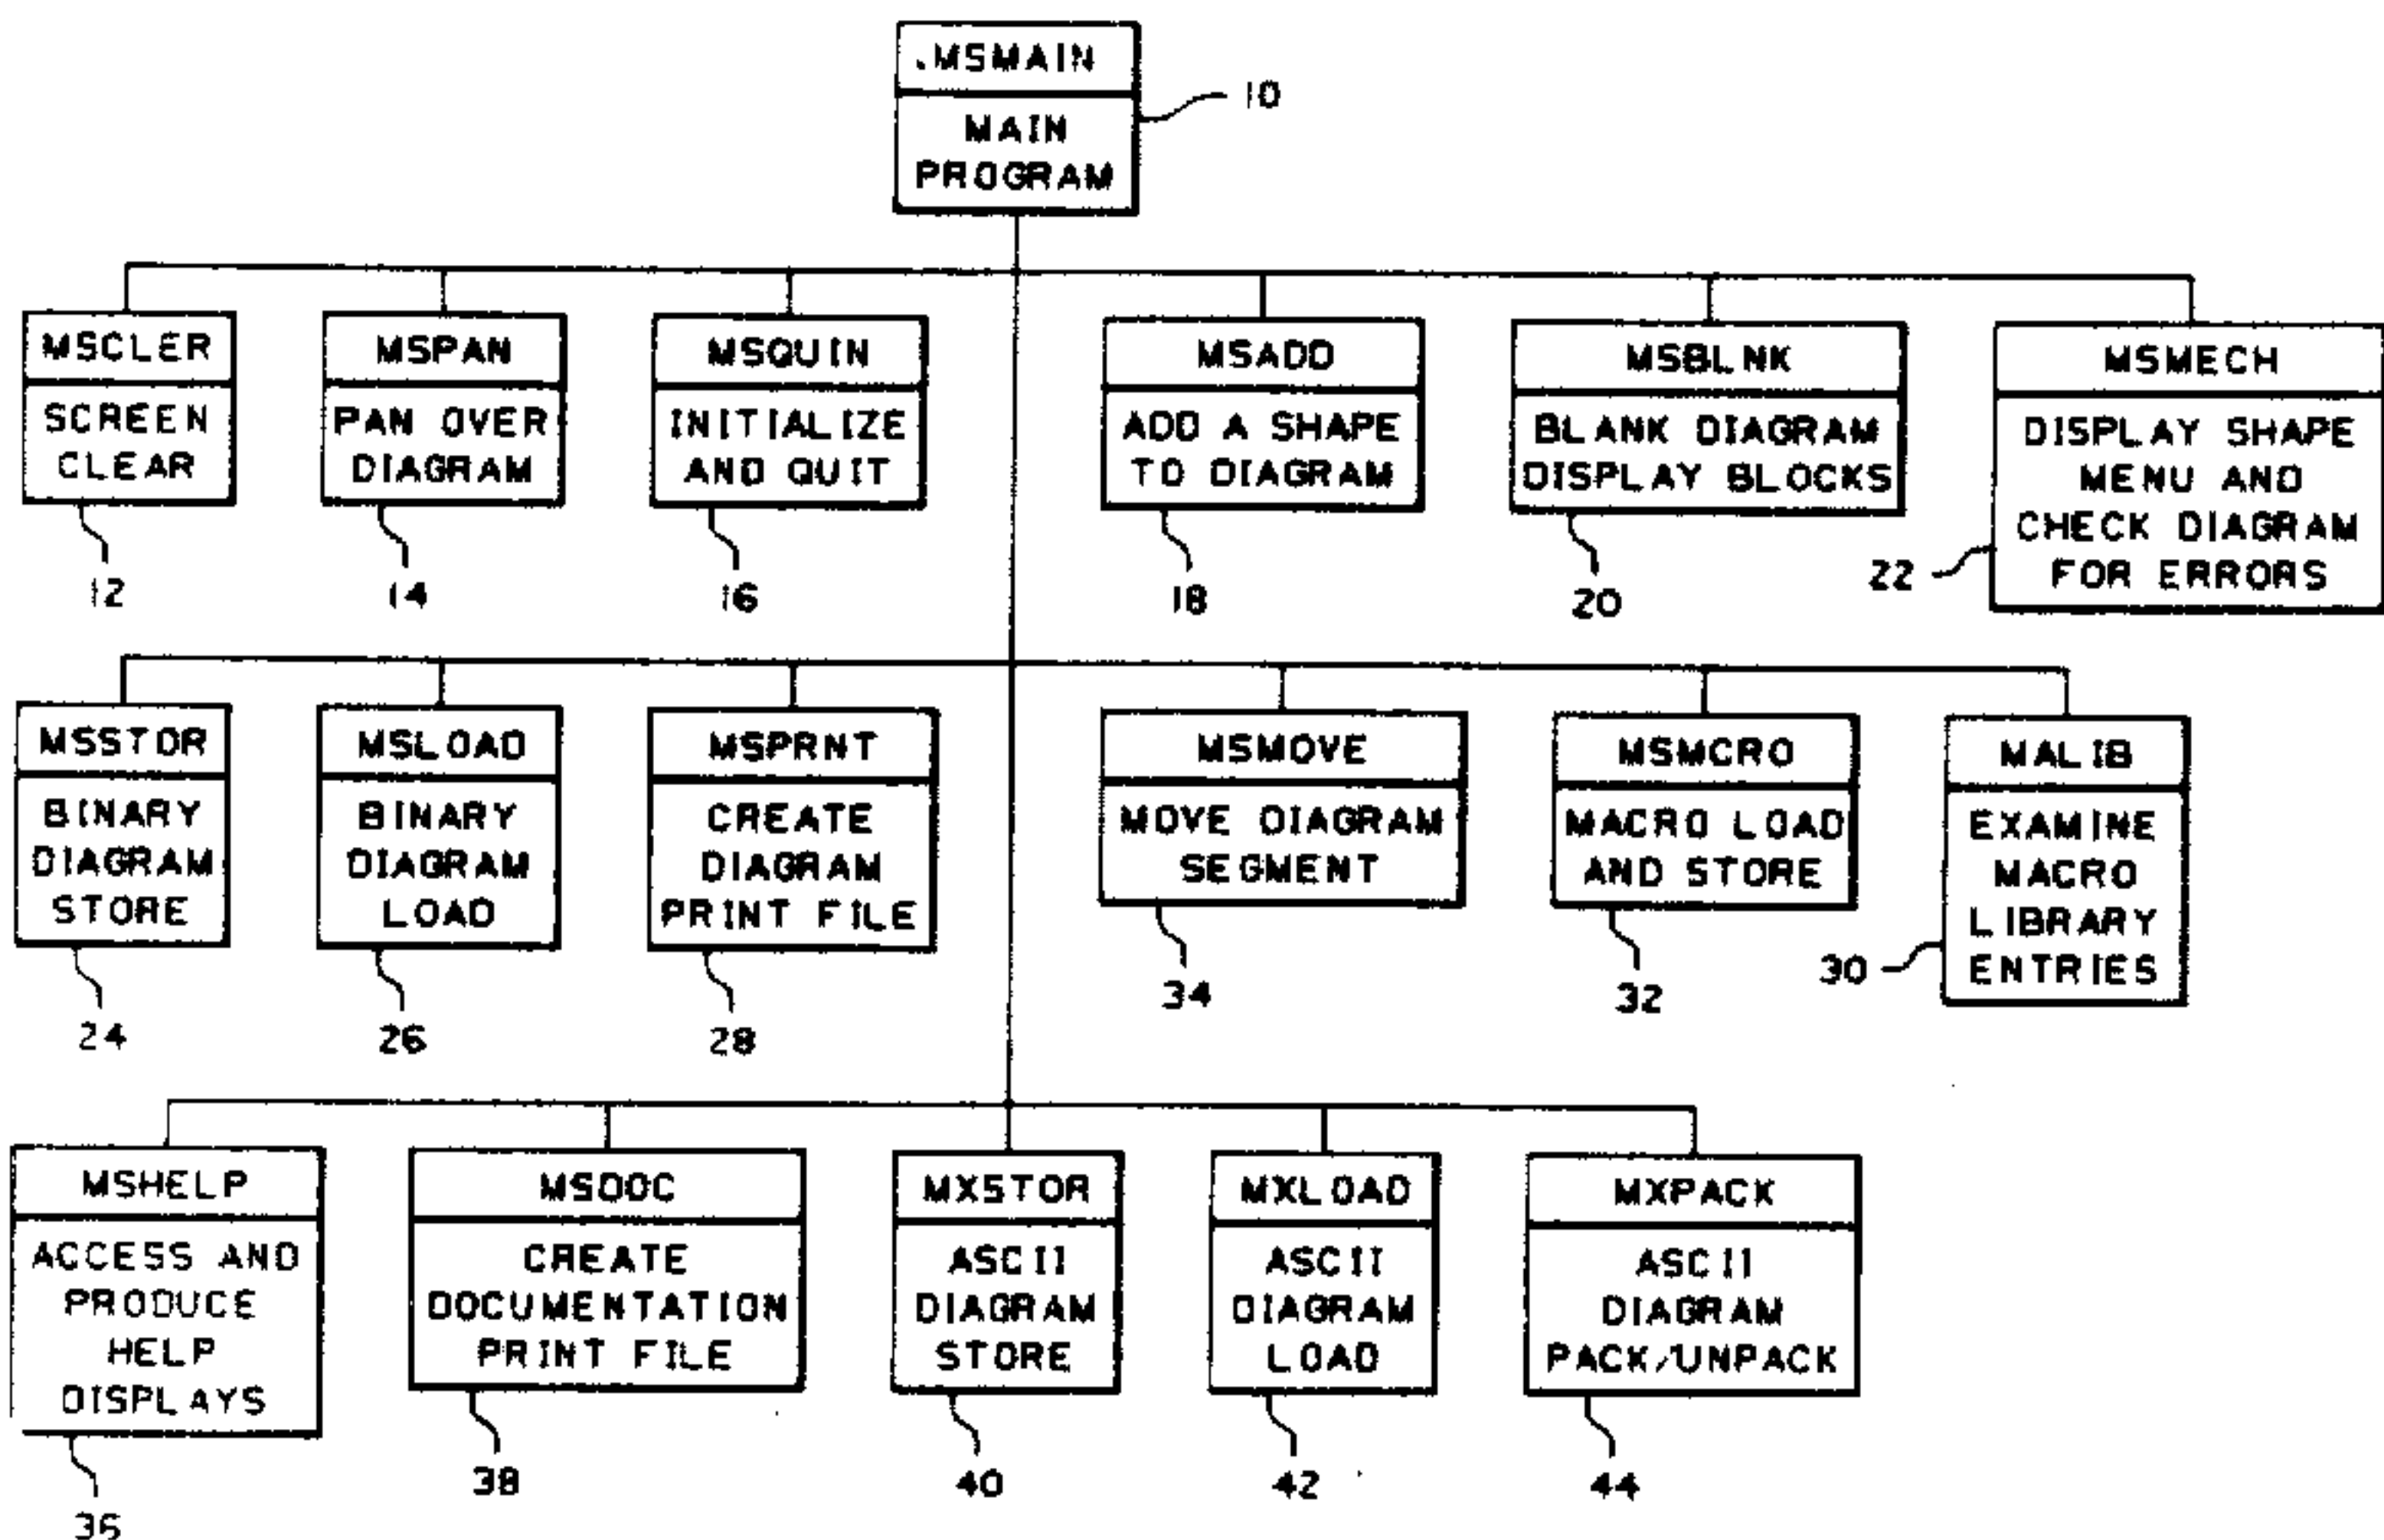 MSMAIN
MAIN
PROGRAM
10
MSCLER
SCREEN
CLEAR
12
MSPAN
PAN OVER
DIAGRAM
14
MSQUIN
INITIALIZE
AND QUIT
16
MSADD
ADD A SHAPE
TO DIAGRAM
18
MSBLNK
BLANK DIAGRAM
DISPLAY BLOCKS
20
MSMECH
DISPLAY SHAPE
MENU AND
CHECK DIAGRAM
FOR ERRORS
22
MSSTOR
BINARY
DIAGRAM
STORE
24
MSLOAD
BINARY
DIAGRAM
LOAD
26
MSPRNT
CREATE
DIAGRAM
PRINT FILE
28
MSMOVE
MOVE DIAGRAM
SEGMENT
34
MSMCRO
MACRO LOAD
AND STORE
32
MALIB
EXAMINE
MACRO
LIBRARY
ENTRIES
30
MSHELP
ACCESS AND
PRODUCE
HELP
DISPLAYS
36
MSDOC
CREATE
DOCUMENTATION
PRINT FILE
38
MXSTOR
ASCII
DIAGRAM
STORE
40
MXLOAD
ASCII
DIAGRAM
LOAD
42
MXPACK
ASCII
DIAGRAM
PACK/UNPACK
44